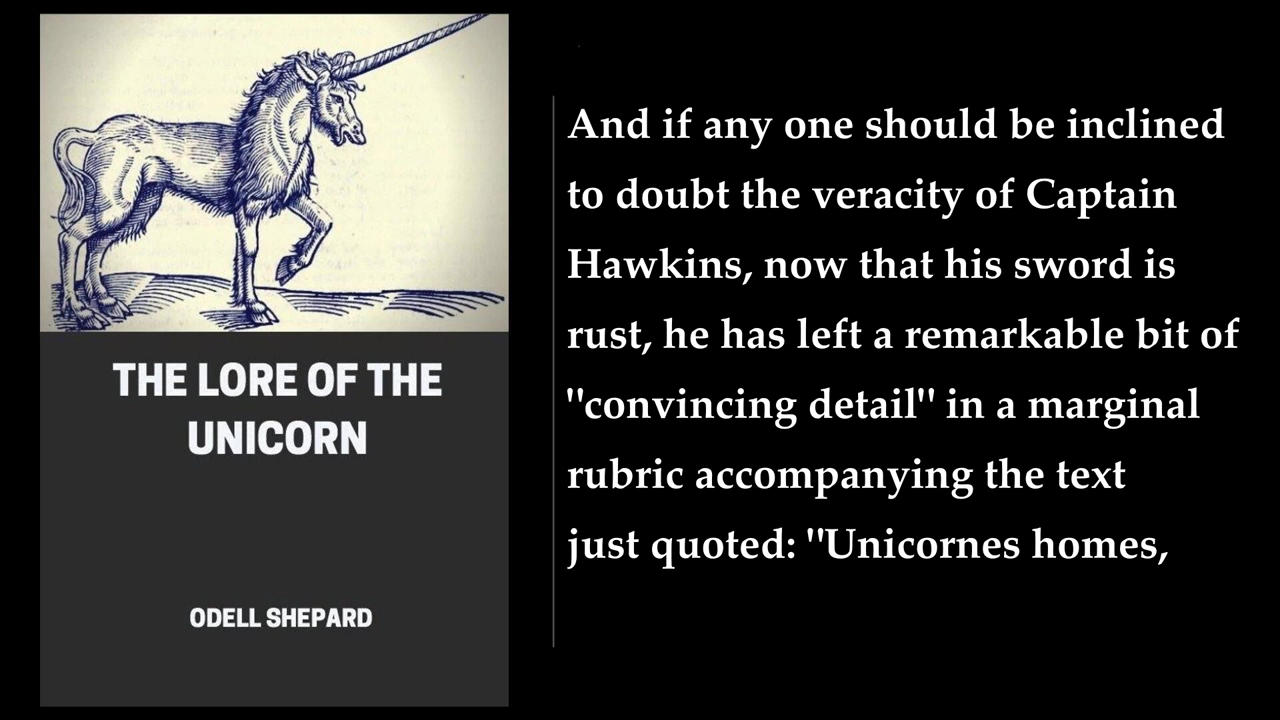 THE LORE OF THE
UNICORN
ODELL SHEPARD
And if any one should be inclined
to doubt the veracity of Captain
Hawkins, now that his sword is
rust, he has left a remarkable bit of
"convincing detail" in a marginal
rubric accompanying the text
just quoted: "Unicornes homes,